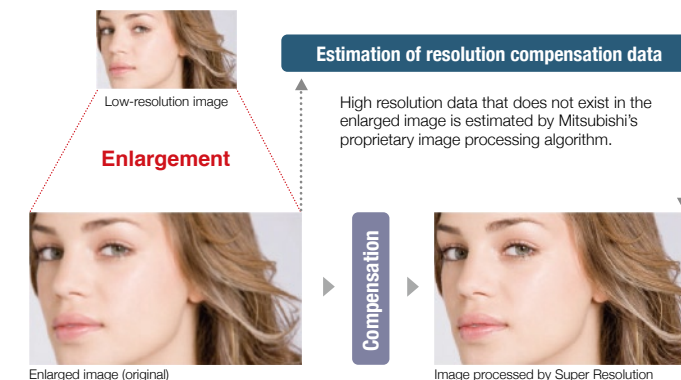 Estimation of resolution compensation data
Low-resolution image
High resolution data that does not exist in the
enlarged image is estimated by Mitsubishi's
proprietary image processing algorithm.
Enlargement
Compensation
Enlarged image (original)
Image processed by Super Resolution